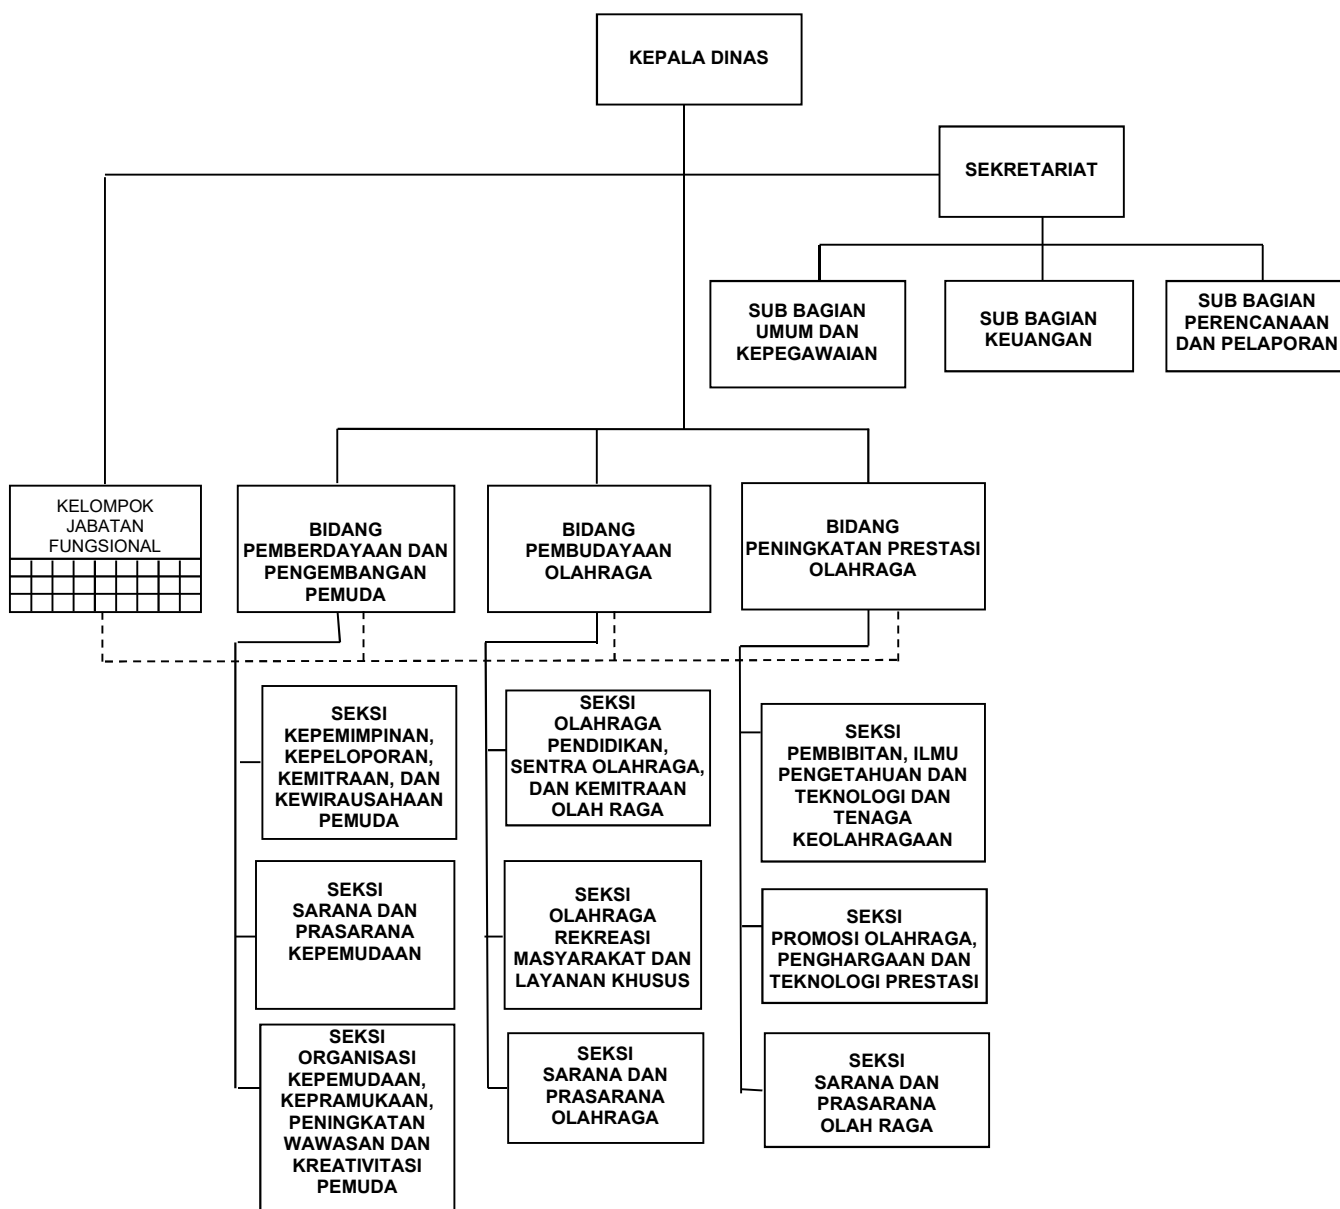 KEPALA DINAS
SEKRETARIAT
SUB BAGIAN
UMUM DAN
KEPEGAWAIAN
SUB BAGIAN
KEUANGAN
SUB BAGIAN
PERENCANAAN
DAN PELAPORAN
KELOMPOK
JABATAN
FUNGSIONAL
BIDANG
PEMBERDAYAAN DAN
PENGEMBANGAN
PEMUDA
BIDANG
PEMBUDAYAAN
OLAHRAGA
BIDANG
PENINGKATAN PRESTASI
OLAHRAGA
SEKSI
KEPEMIMPINAN,
KEPELOPORAN,
KEMITRAAN, DAN
KEWIRAUSAHAAN
PEMUDA
SEKSI
SARANA DAN
PRASARANA
KEPEMUDAAN
SEKSI
ORGANISASI
KEPEMUDAAN,
KEPRAMUKAAN,
PENINGKATAN
WAWASAN DAN
KREATIVITASI
PEMUDA
SEKSI
OLAHRAGA
PENDIDIKAN,
SENTRA OLAHRAGA,
DAN KEMITRAAN
OLAH RAGA
SEKSI
OLAHRAGA
REKREASI
MASYARAKAT DAN
LAYANAN KHUSUS
SEKSI
SARANA DAN
PRASARANA
OLAHRAGA
SEKSI
PEMBIBITAN, ILMU
PENGETAHUAN DAN
TEKNOLOGI DAN
TENAGA
KEOLAHRAGAAN
SEKSI
PROMOSI OLAHRAGA,
PENGHARGAAN DAN
TEKNOLOGI PRESTASI
SEKSI
SARANA DAN
PRASARANA
OLAH RAGA